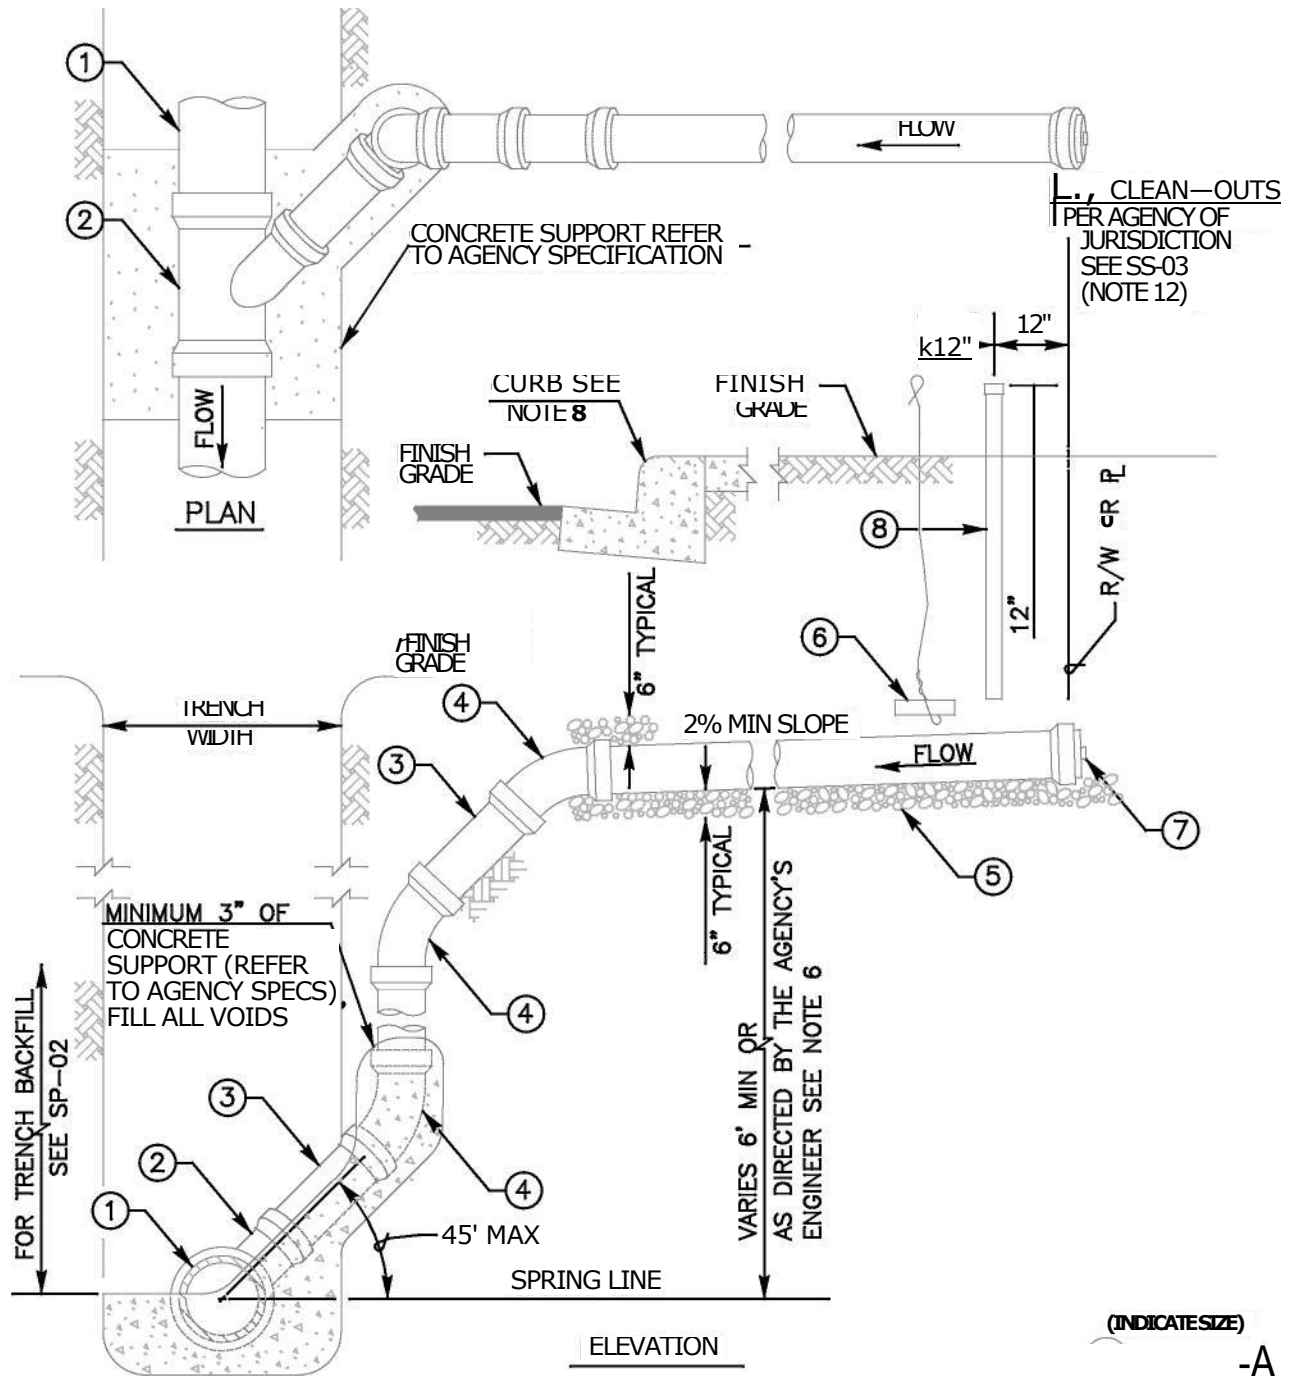 1
FLOW
L., CLEAN—OUTS
PER AGENCY OF
JURISDICTION
SEE SS-03
(NOTE 12)
2
CONCRETE SUPPORT REFER
TO AGENCY SPECIFICATION
FLOW
PLAN
12"
k12"
CURB SEE
NOTE 8
FINISH
GRADE
FINISH
GRADE
8
R/W OR PL
12"
6" TYPICAL
6
FINISH
GRADE
4
TRENCH
WIDTH
2% MIN SLOPE
3
FLOW
7
5
6" TYPICAL
MINIMUM 3" OF
CONCRETE
SUPPORT (REFER
TO AGENCY SPECS)
FILL ALL VOIDS
4
VARIES 6' MIN OR
AS DIRECTED BY THE AGENCY'S
ENGINEER SEE NOTE 6
FOR TRENCH BACKFILL
SEE SP—02
3
2
4
1
45' MAX
SPRING LINE
ELEVATION
(INDICATE SIZE)
-A